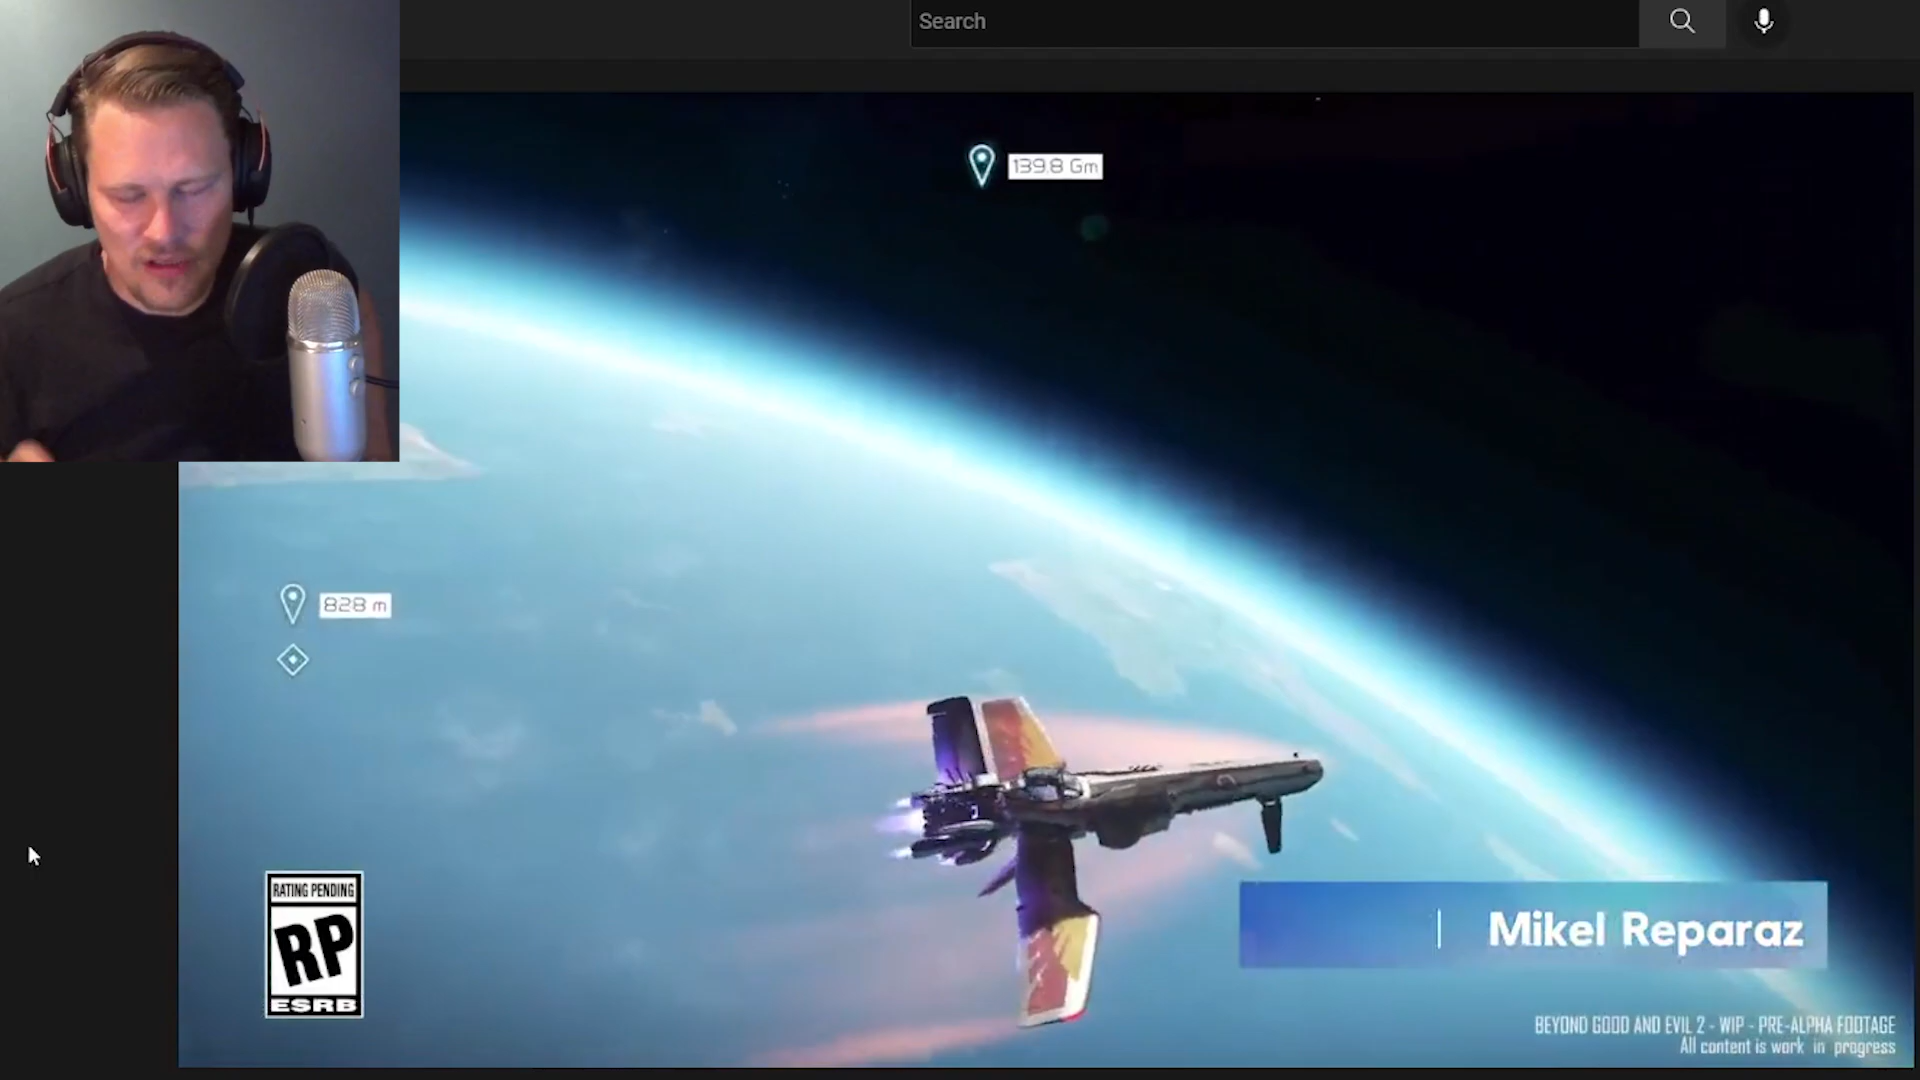 Search
139.8 Gm
828 m
RATING PENDING
RP
ESRB
Mikel Reparaz
BEYOND GOOD AND EVIL 2 - WIP - PRE-ALPHA FOOTAGE
All content is work in progress